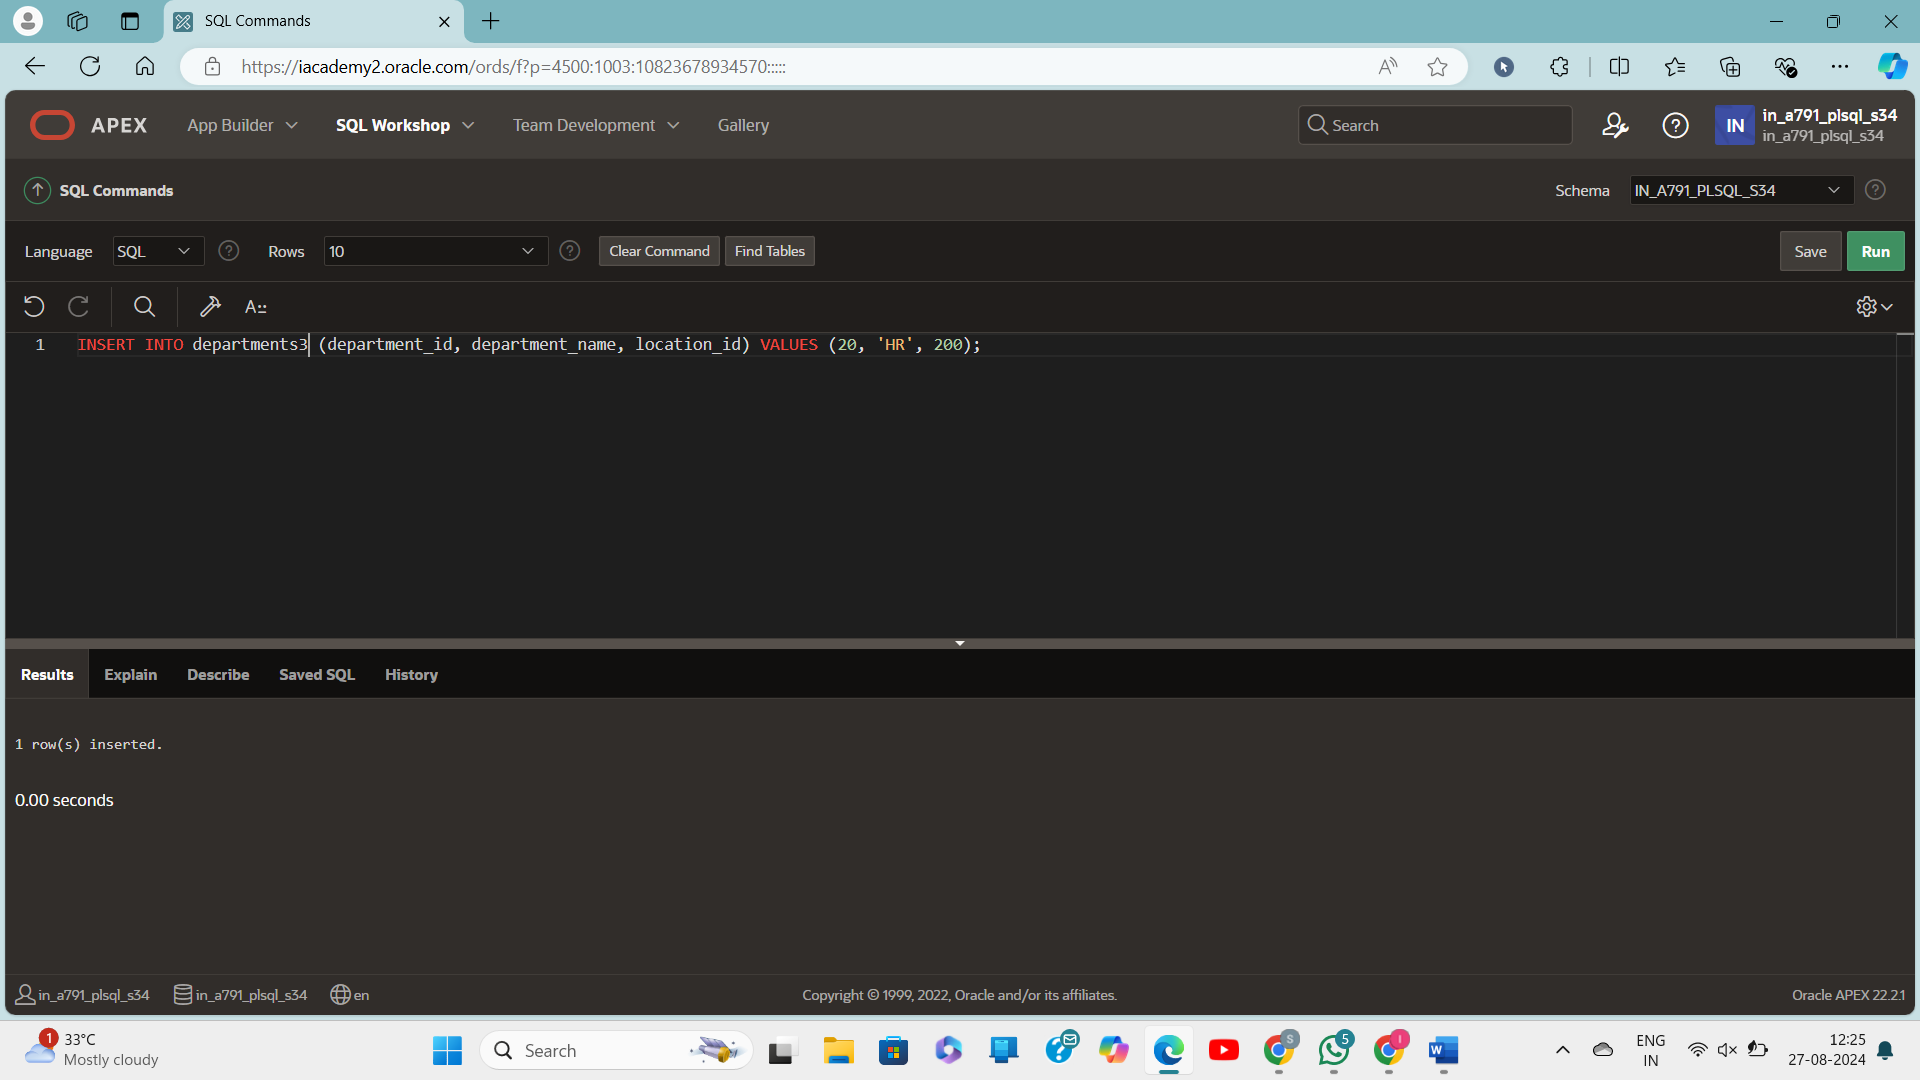 SQL Commands
https://iacademy2.oracle.com/ords/f?p=4500:1003:10823678934570:::::
APEX App Builder SQL Workshop Team Development Gallery Search IN in_a791_plsql_s34
in_a791_plsql_s34
SQL Commands Schema IN_A791_PLSQL_S34
Language SQL Rows 10 Clear Command Find Tables Save Run
1 INSERT INTO departments3 (department_id, department_name, location_id) VALUES (20, 'HR', 200);
Results Explain Describe Saved SQL History
1 row(s) inserted.
0.00 seconds
in_a791_plsql_s34 in_a791_plsql_s34 en Copyright © 1999, 2022, Oracle and/or its affiliates. Oracle APEX 22.2.1
1 33°C
Mostly cloudy
Search
S 5 I W
ENG
IN
12:25
27-08-2024